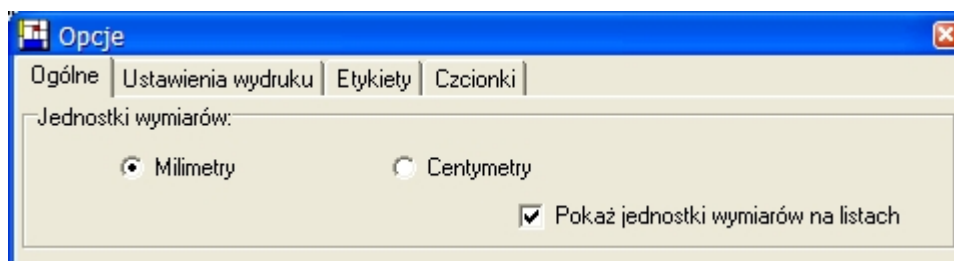 Opcje
Ogólne Ustawienia wydruku Etykiety Czcionki
Jednostki wymiarów:
Milimetry Centymetry
Pokaż jednostki wymiarów na listach